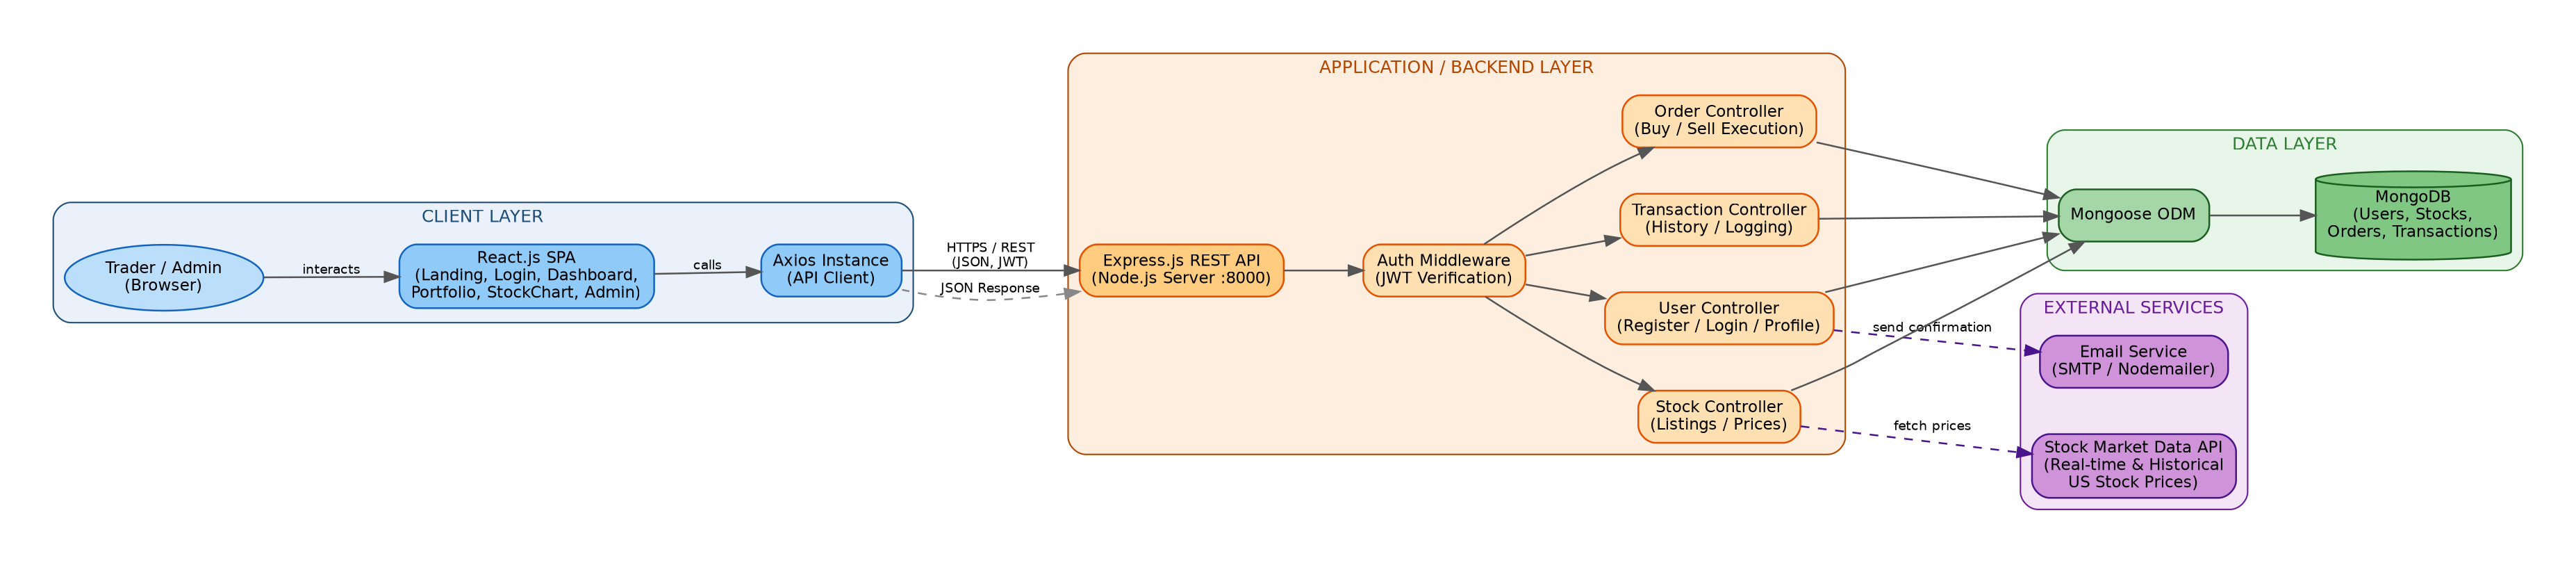 CLIENT LAYER
Trader / Admin
(Browser)
interacts
React.js SPA
(Landing, Login, Dashboard,
Portfolio, StockChart, Admin)
calls
Axios Instance
(API Client)
HTTPS / REST
(JSON, JWT)
JSON Response
APPLICATION / BACKEND LAYER
Express.js REST API
(Node.js Server :8000)
Auth Middleware
(JWT Verification)
Order Controller
(Buy / Sell Execution)
Transaction Controller
(History / Logging)
User Controller
(Register / Login / Profile)
Stock Controller
(Listings / Prices)
send confirmation
fetch prices
DATA LAYER
Mongoose ODM
MongoDB
(Users, Stocks,
Orders, Transactions)
EXTERNAL SERVICES
Email Service
(SMTP / Nodemailer)
Stock Market Data API
(Real-time & Historical
US Stock Prices)